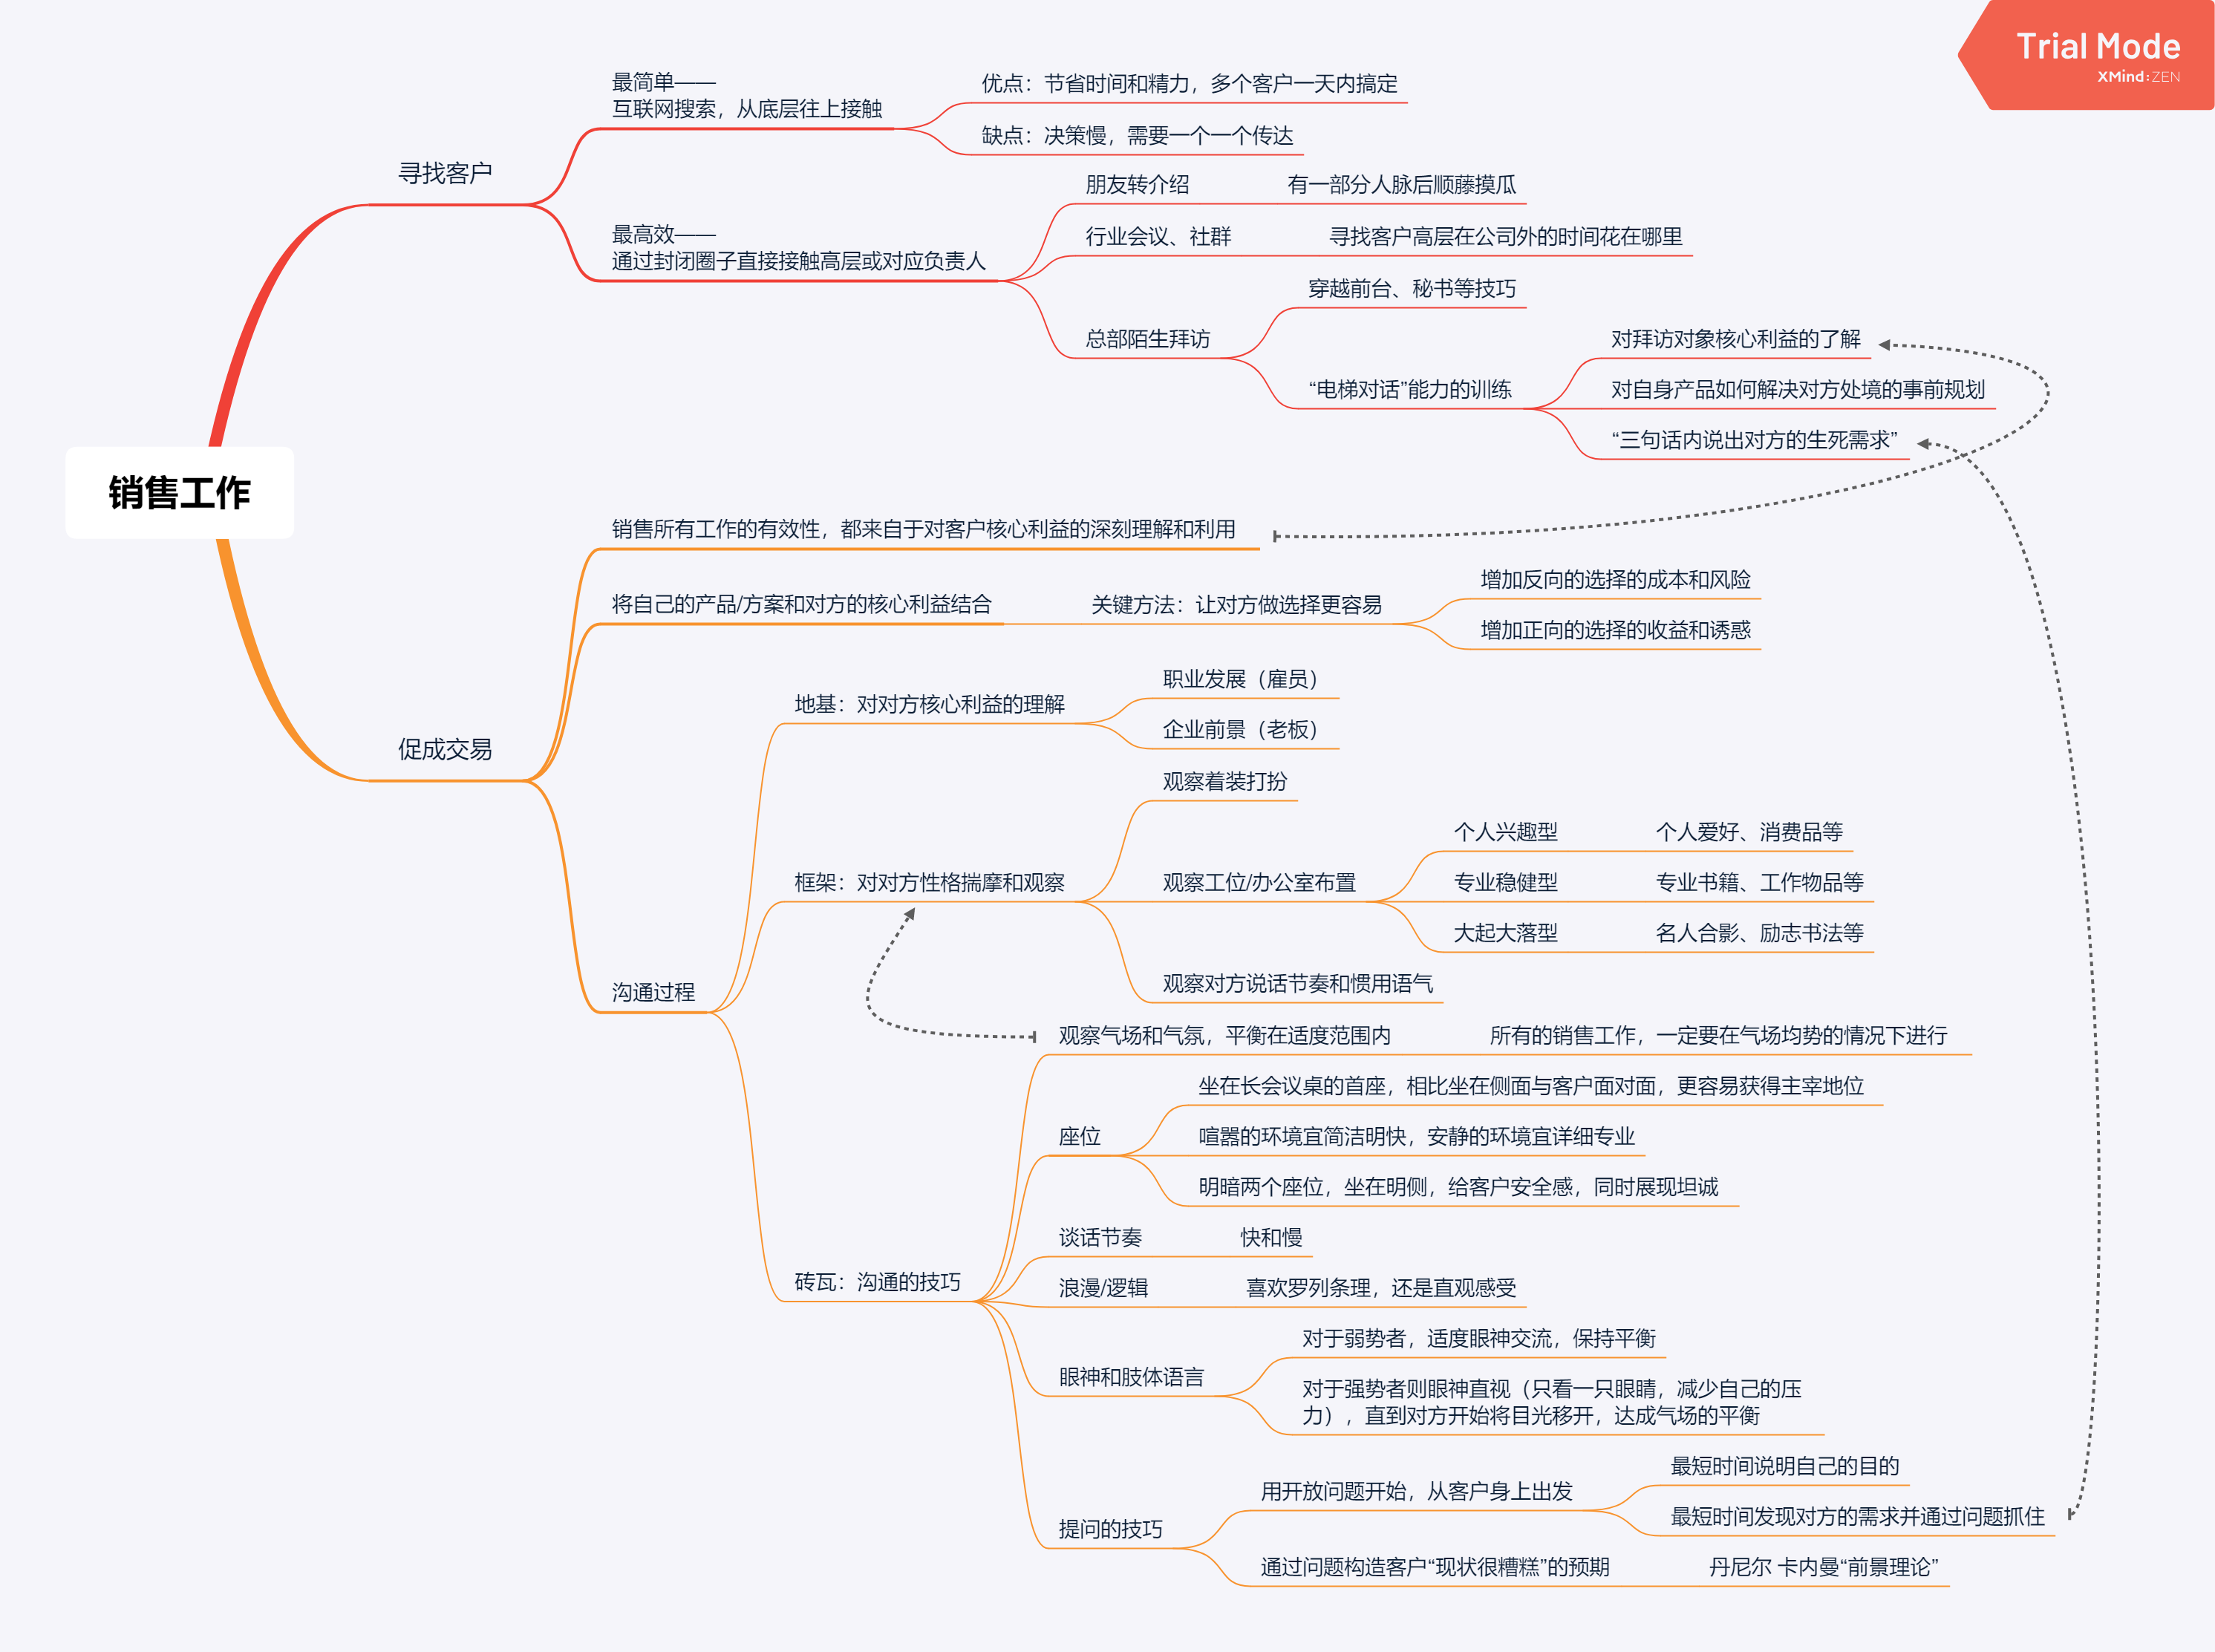 Trial Mode
XMind:ZEN
销售工作
寻找客户
最简单——
互联网搜索，从底层往上接触
优点：节省时间和精力，多个客户一天内搞定
缺点：决策慢，需要一个一个传达
最高效——
通过封闭圈子直接接触高层或对应负责人
朋友转介绍
有一部分人脉后顺藤摸瓜
行业会议、社群
寻找客户高层在公司外的时间花在哪里
总部陌生拜访
穿越前台、秘书等技巧
“电梯对话”能力的训练
对拜访对象核心利益的了解
对自身产品如何解决对方处境的事前规划
“三句话内说出对方的生死需求”
促成交易
销售所有工作的有效性，都来自于对客户核心利益的深刻理解和利用
将自己的产品/方案和对方的核心利益结合
关键方法：让对方做选择更容易
增加反向的选择的成本和风险
增加正向的选择的收益和诱惑
沟通过程
地基：对对方核心利益的理解
职业发展（雇员）
企业前景（老板）
框架：对对方性格揣摩和观察
观察着装打扮
观察工位/办公室布置
个人兴趣型
个人爱好、消费品等
专业稳健型
专业书籍、工作物品等
大起大落型
名人合影、励志书法等
观察对方说话节奏和惯用语气
砖瓦：沟通的技巧
观察气场和气氛，平衡在适度范围内
所有的销售工作，一定要在气场均势的情况下进行
座位
坐在长会议桌的首座，相比坐在侧面与客户面对面，更容易获得主宰地位
喧嚣的环境宜简洁明快，安静的环境宜详细专业
明暗两个座位，坐在明侧，给客户安全感，同时展现坦诚
谈话节奏
快和慢
浪漫/逻辑
喜欢罗列条理，还是直观感受
眼神和肢体语言
对于弱势者，适度眼神交流，保持平衡
对于强势者则眼神直视（只看一只眼睛，减少自己的压
力），直到对方开始将目光移开，达成气场的平衡
提问的技巧
用开放问题开始，从客户身上出发
最短时间说明自己的目的
最短时间发现对方的需求并通过问题抓住
通过问题构造客户“现状很糟糕”的预期
丹尼尔 卡内曼“前景理论”